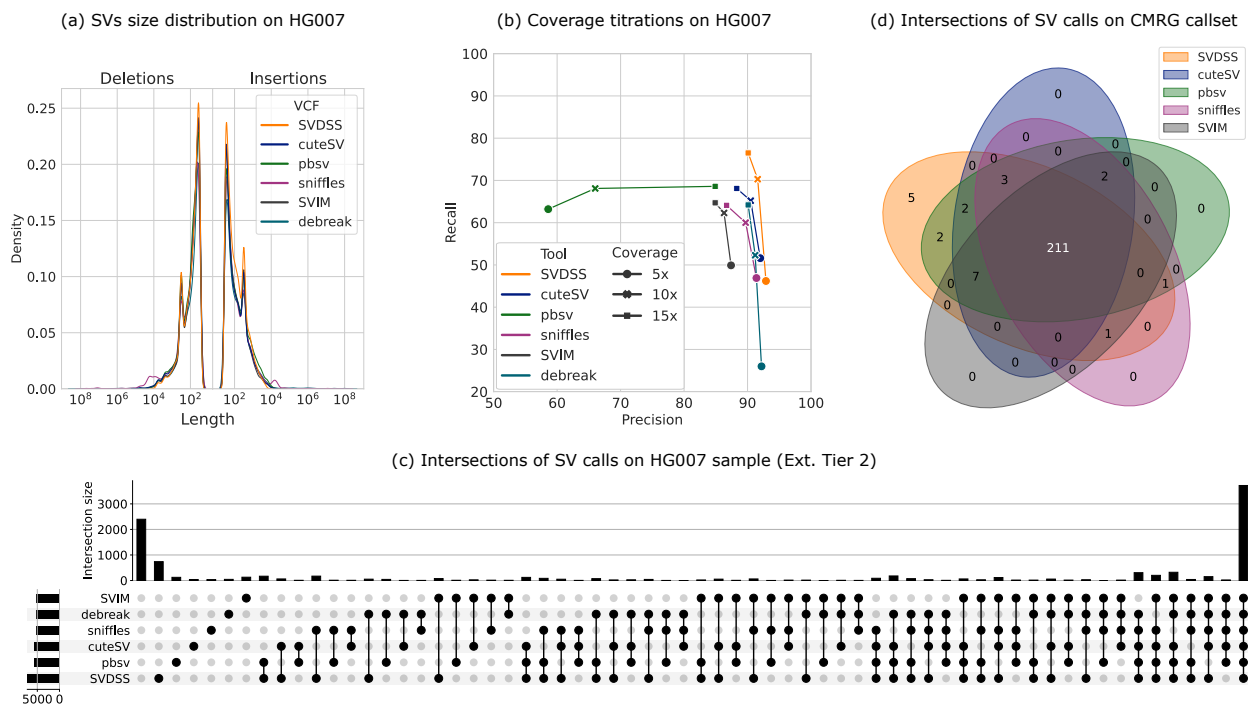 (a) SVs size distribution on HG007
Deletions
Insertions
Density
0.25
0.20
0.15
0.10
0.05
0.00
VCF
SVDSS
cuteSV
pbsv
sniffles
SVIM
debreak
10⁸ 10⁶ 10⁴ 10² 10² 10⁴ 10⁶ 10⁸
Length
(b) Coverage titrations on HG007
Recall
100
90
80
70
60
50
40
30
20
Tool
SVDSS
cuteSV
pbsv
sniffles
SVIM
debreak
Coverage
5x
10x
15x
50 60 70 80 90 100
Precision
(d) Intersections of SV calls on CMRG callset
SVDSS
cuteSV
pbsv
sniffles
SVIM
0
0 0
0 0 0 0
3 2 0
5 2 0 0
2 211
7 0 0 1
0
0
0 0 1 0
0 0 0
0 0 0
(c) Intersections of SV calls on HG007 sample (Ext. Tier 2)
Intersection size
3000
2000
1000
0
SVIM
debreak
sniffles
cuteSV
pbsv
SVDSS
5000 0